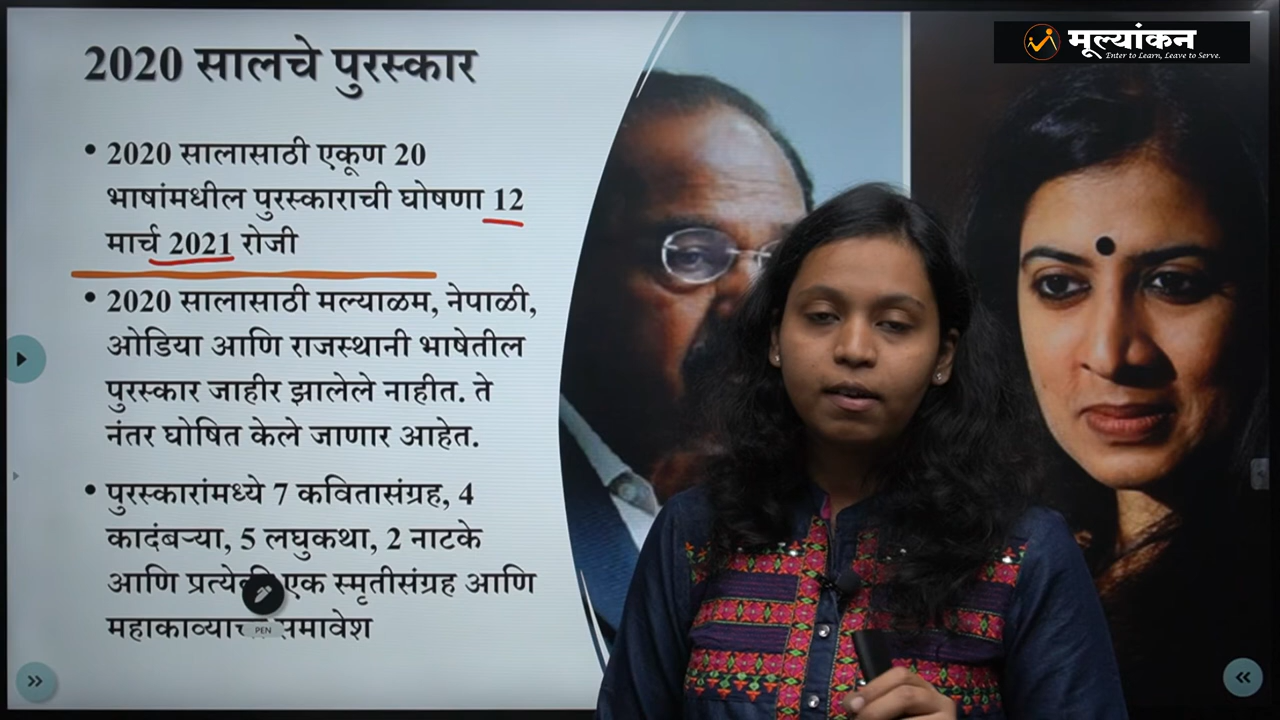 2020 सालचे पुरस्कार
मूल्यांकन
Enter to Learn, Leave to Serve.
• 2020 सालासाठी एकूण 20
भाषांमधील पुरस्काराची घोषणा 12
मार्च 2021 रोजी
• 2020 सालासाठी मल्याळम, नेपाळी,
ओडिया आणि राजस्थानी भाषेतील
पुरस्कार जाहीर झालेले नाहीत. ते
नंतर घोषित केले जाणार आहेत.
• पुरस्कारांमध्ये 7 कवितासंग्रह, 4
कादंबऱ्या, 5 लघुकथा, 2 नाटके
आणि एक स्मृतीसंग्रह आणि
समावेश
PEN